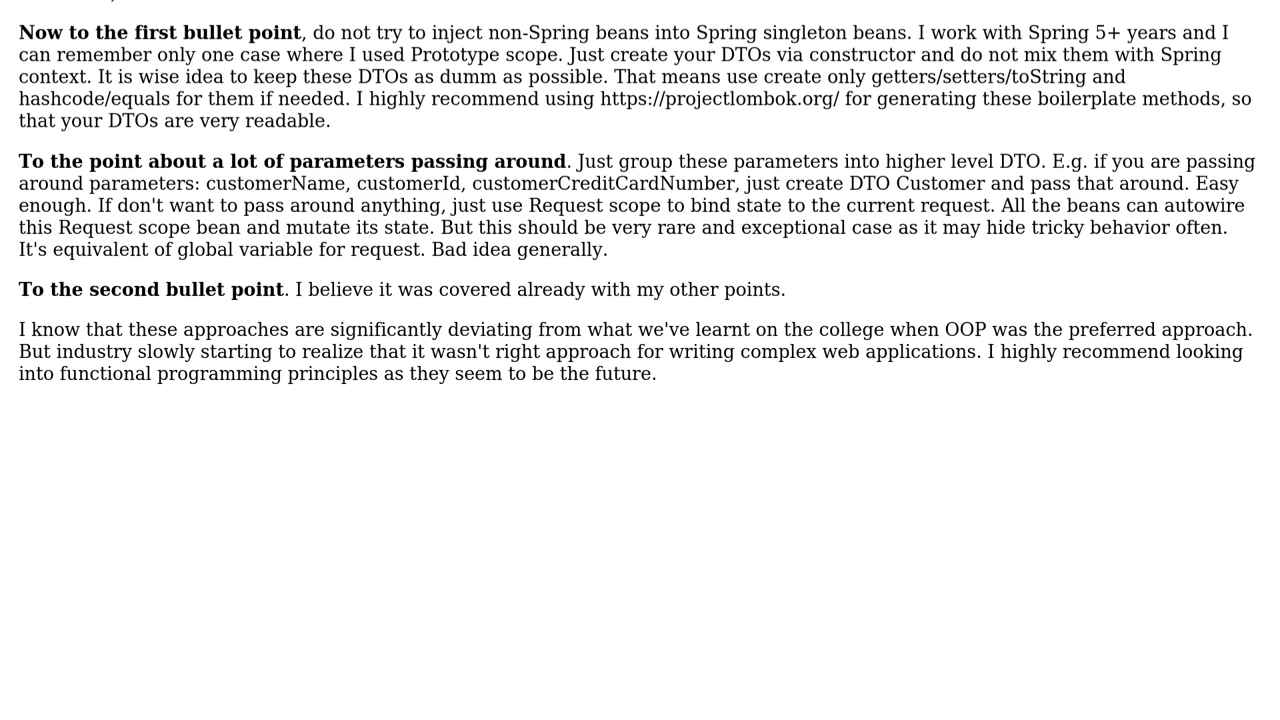 Now to the first bullet point, do not try to inject non-Spring beans into Spring singleton beans. I work with Spring 5+ years and I
can remember only one case where I used Prototype scope. Just create your DTOs via constructor and do not mix them with Spring
context. It is wise idea to keep these DTOs as dumm as possible. That means use create only getters/setters/toString and
hashcode/equals for them if needed. I highly recommend using https://projectlombok.org/ for generating these boilerplate methods, so
that your DTOs are very readable.
To the point about a lot of parameters passing around. Just group these parameters into higher level DTO. E.g. if you are passing
around parameters: customerName, customerId, customerCreditCardNumber, just create DTO Customer and pass that around. Easy
enough. If don't want to pass around anything, just use Request scope to bind state to the current request. All the beans can autowire
this Request scope bean and mutate its state. But this should be very rare and exceptional case as it may hide tricky behavior often.
It's equivalent of global variable for request. Bad idea generally.
To the second bullet point. I believe it was covered already with my other points.
I know that these approaches are significantly deviating from what we've learnt on the college when OOP was the preferred approach.
But industry slowly starting to realize that it wasn't right approach for writing complex web applications. I highly recommend looking
into functional programming principles as they seem to be the future.